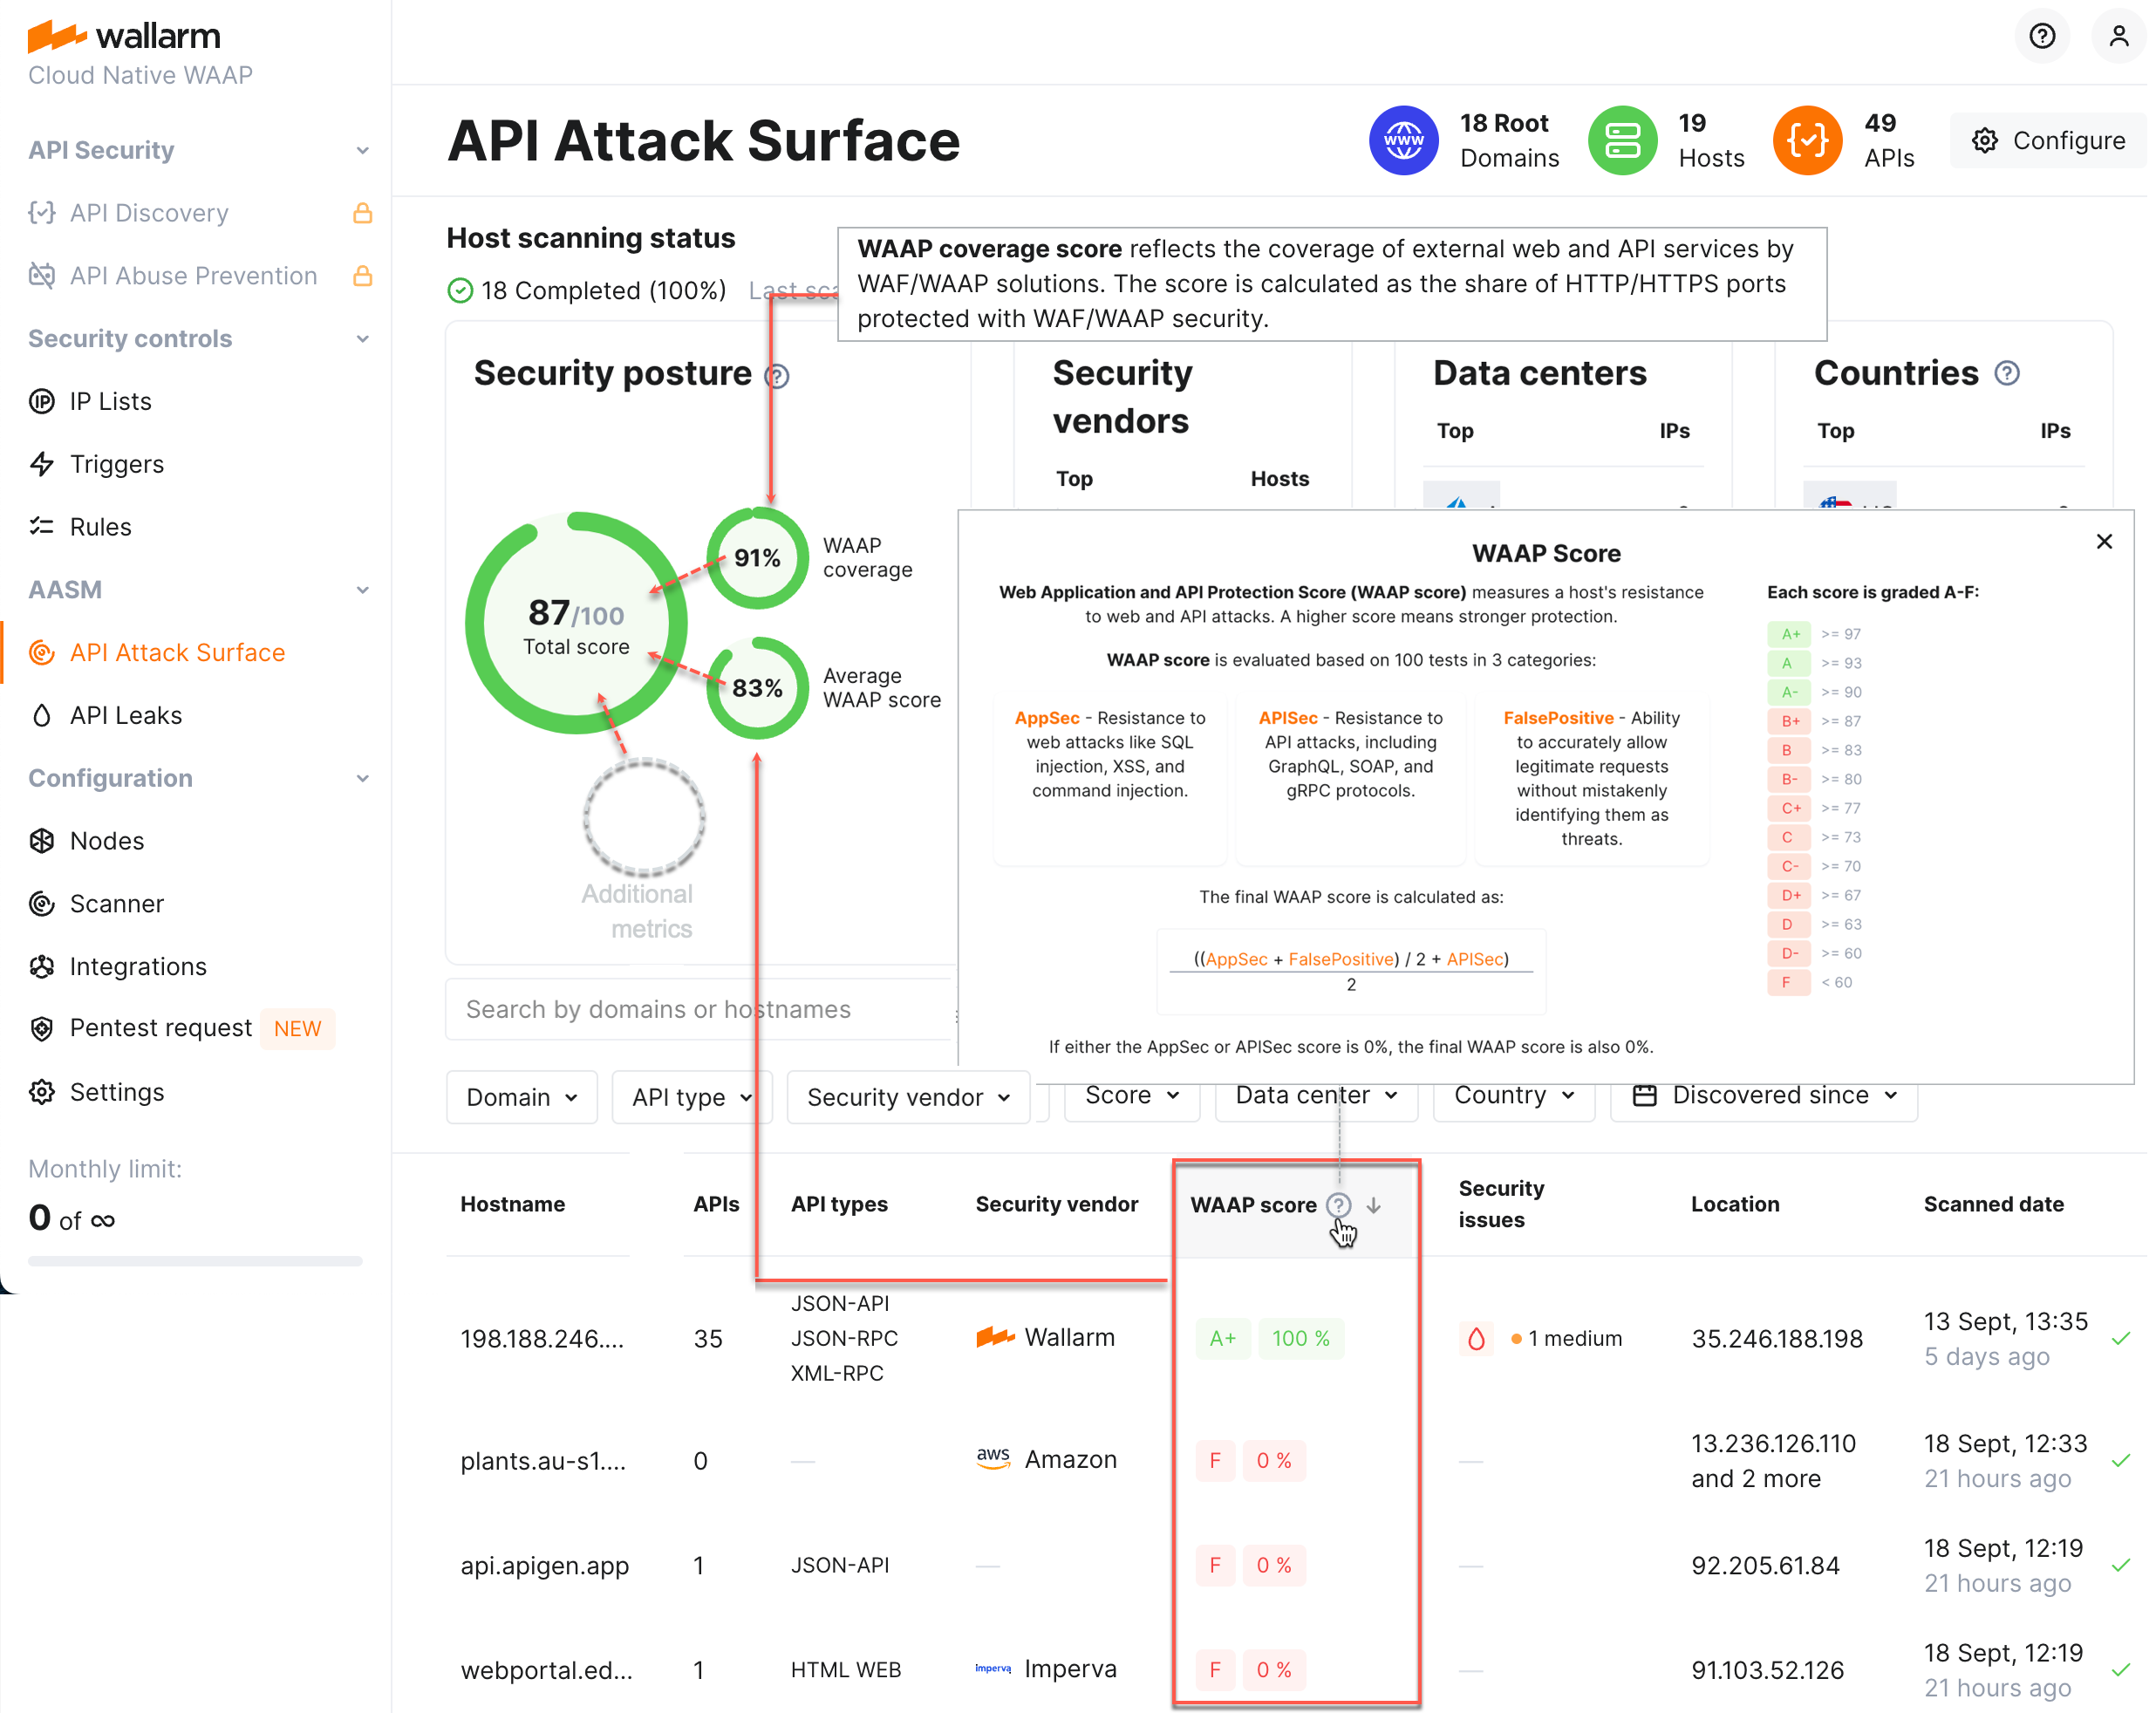 wallarm
Cloud Native WAAP
API Security
API Discovery
API Abuse Prevention
Security controls
IP Lists
Triggers
Rules
AASM
API Attack Surface
API Leaks
Configuration
Nodes
Scanner
Integrations
Pentest request NEW
Settings
Monthly limit:
0 of ∞
API Attack Surface
www
18 Root
Domains
19
Hosts
49
APIs
Configure
Host scanning status
18 Completed (100%) Last
WAAP coverage score reflects the coverage of external web and API services by
WAF/WAAP solutions. The score is calculated as the share of HTTP/HTTPS ports
protected with WAF/WAAP security.
Security posture
91%
WAAP
coverage
87/100
Total score
83%
Average
WAAP score
Additional
metrics
Security
vendors
Top Hosts
Data centers
Top IPs
Countries
Top IPs
WAAP Score
Web Application and API Protection Score (WAAP score) measures a host's resistance
to web and API attacks. A higher score means stronger protection.
WAAP score is evaluated based on 100 tests in 3 categories:
AppSec - Resistance to
web attacks like SQL
injection, XSS, and
command injection.
APISec - Resistance to
API attacks, including
GraphQL, SOAP, and
gRPC protocols.
FalsePositive - Ability
to accurately allow
legitimate requests
without mistakenly
identifying them as
threats.
The final WAAP score is calculated as:
((AppSec + FalsePositive) / 2 + APISec)
2
If either the AppSec or APISec score is 0%, the final WAAP score is also 0%.
Each score is graded A-F:
A+ >= 97
A >= 93
A- >= 90
B+ >= 87
B >= 83
B- >= 80
C+ >= 77
C >= 73
C- >= 70
D+ >= 67
D >= 63
D- >= 60
F < 60
Search by domains or hostnames
Domain API type Security vendor Score Data center Country Discovered since
Hostname APIs API types Security vendor WAAP score Security issues Location Scanned date
198.188.246.... 35 JSON-API
JSON-RPC
XML-RPC
Wallarm A+ 100 % 1 medium 35.246.188.198 13 Sept, 13:35
5 days ago
plants.au-s1.... 0 — aws Amazon F 0 % — 13.236.126.110
and 2 more
18 Sept, 12:33
21 hours ago
api.apigen.app 1 JSON-API — F 0 % — 92.205.61.84 18 Sept, 12:19
21 hours ago
webportal.ed... 1 HTML WEB imperva Imperva F 0 % — 91.103.52.126 18 Sept, 12:19
21 hours ago